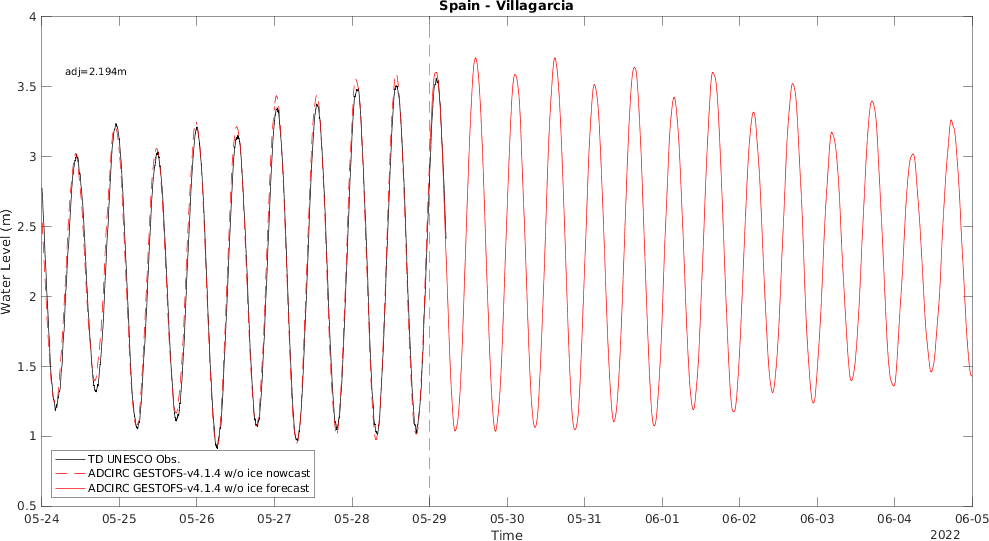 Spain - Villagarcia
4
adj=2.194m
3.5
3
2.5
2
1.5
1
0.5
Water Level (m)
TD UNESCO Obs.
ADCIRC GESTOFS-v4.1.4 w/o ice nowcast
ADCIRC GESTOFS-v4.1.4 w/o ice forecast
05-24 05-25 05-26 05-27 05-28 05-29 05-30 05-31 06-01 06-02 06-03 06-04 06-05
Time
2022